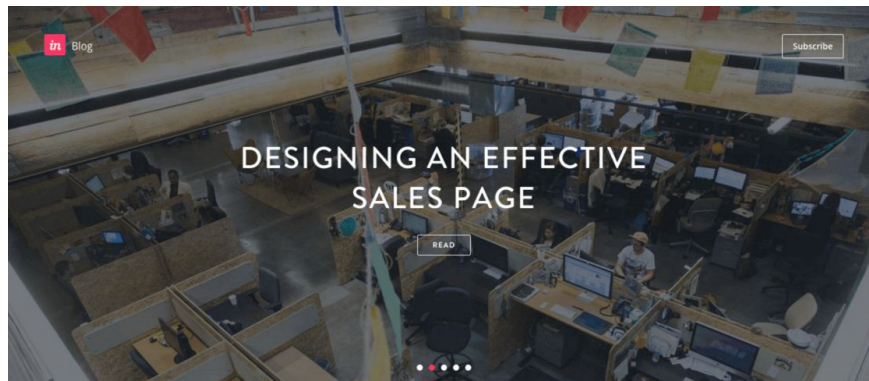 in Blog
Subscribe
DESIGNING AN EFFECTIVE
SALES PAGE
READ